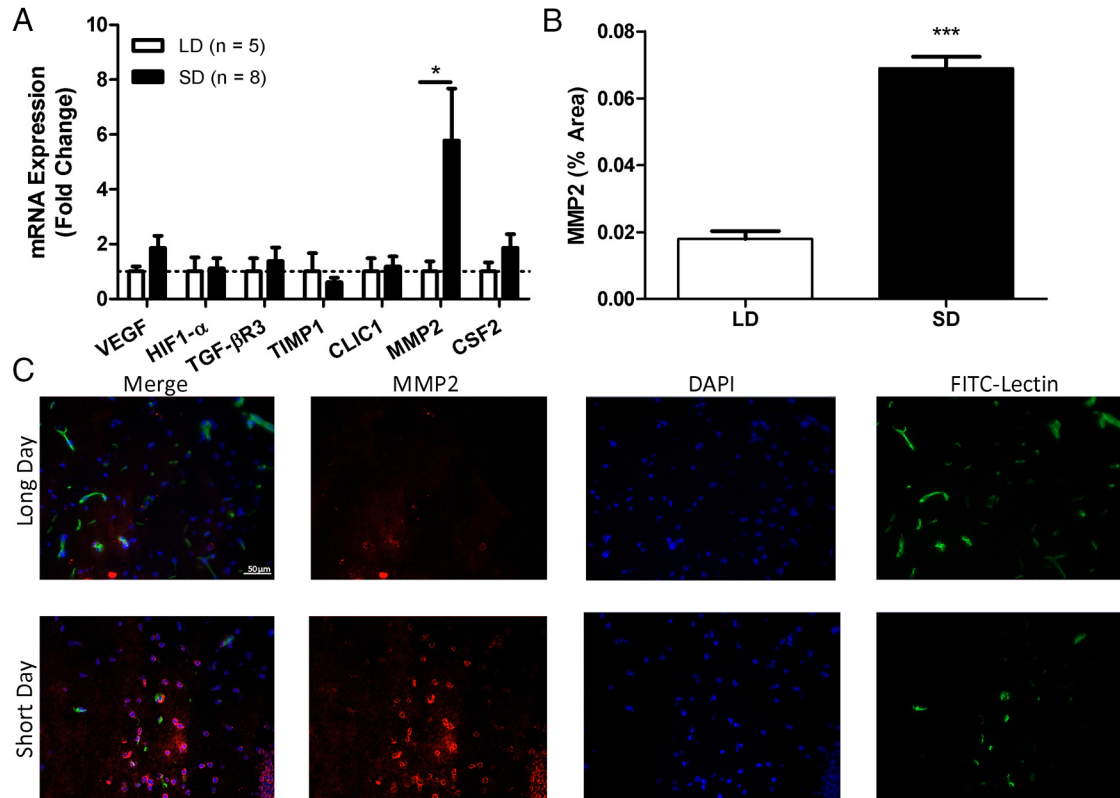 A
mRNA Expression
(Fold Change)
10
8
6
4
2
0
LD (n = 5)
SD (n = 8)
*
VEGF
HIF1-α
TGF-βR3
TIMP1
CLIC1
MMP2
CSF2
B
MMP2 (% Area)
0.08
0.06
0.04
0.02
0.00
***
LD
SD
C
Merge
MMP2
DAPI
FITC-Lectin
Long Day
50µm
Short Day